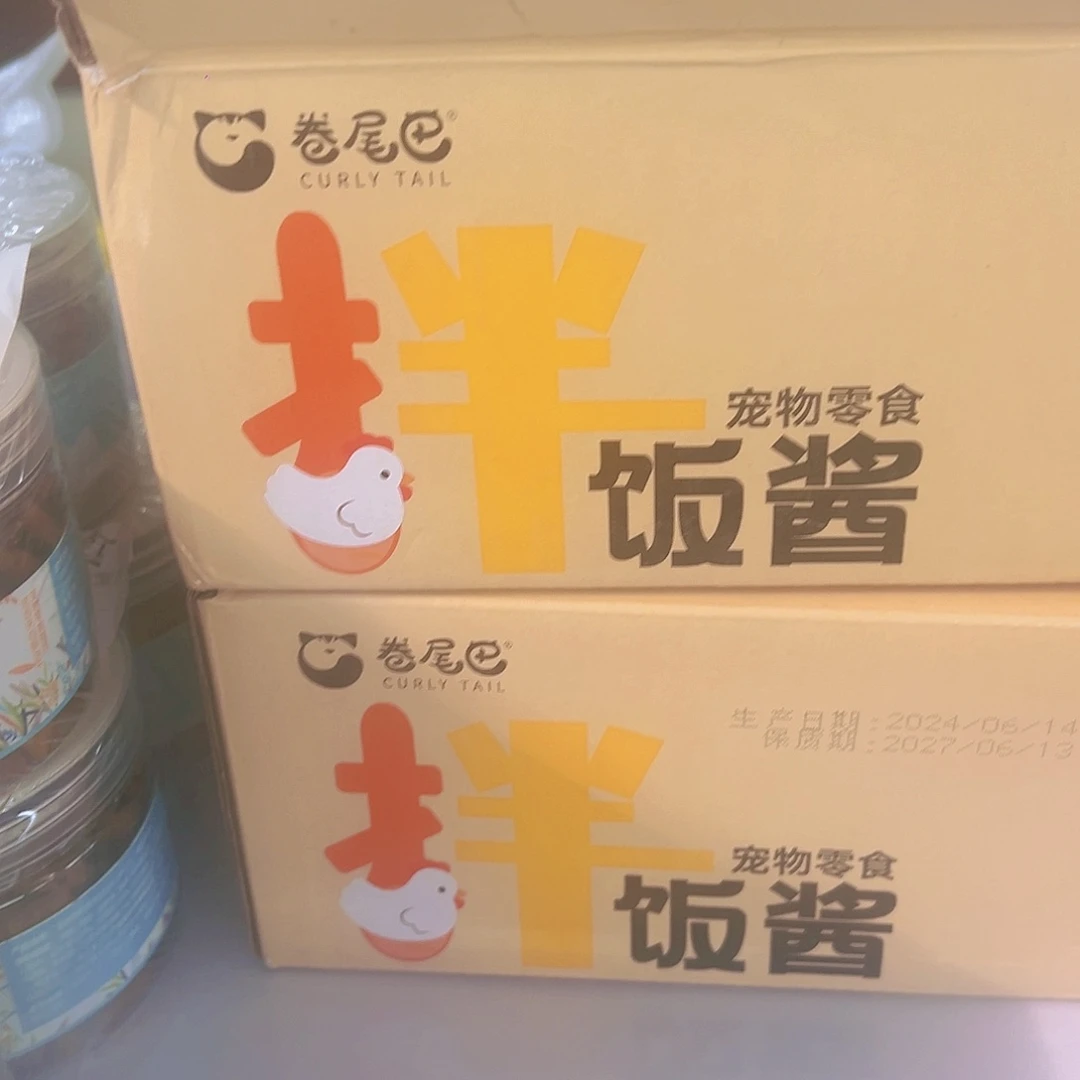 卷尾巴®
CURLY TAIL
拌
宠物零食
饭酱
卷尾巴®
CURLY TAIL
生产日期：2024/06/14
保质期：2027/06/13
拌
宠物零食
饭酱